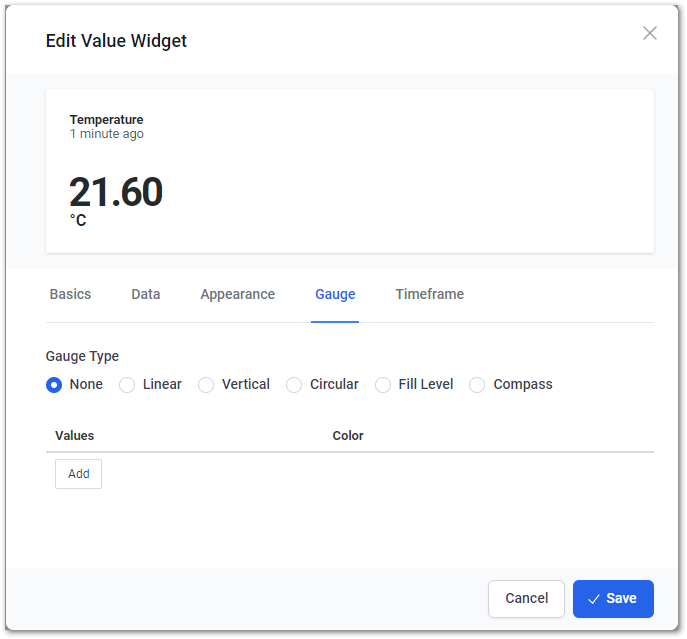 Edit Value Widget
Temperature
1 minute ago
21.60
°C
Basics Data Appearance Gauge Timeframe
Gauge Type
None Linear Vertical Circular Fill Level Compass
Values Color
Add
Cancel Save